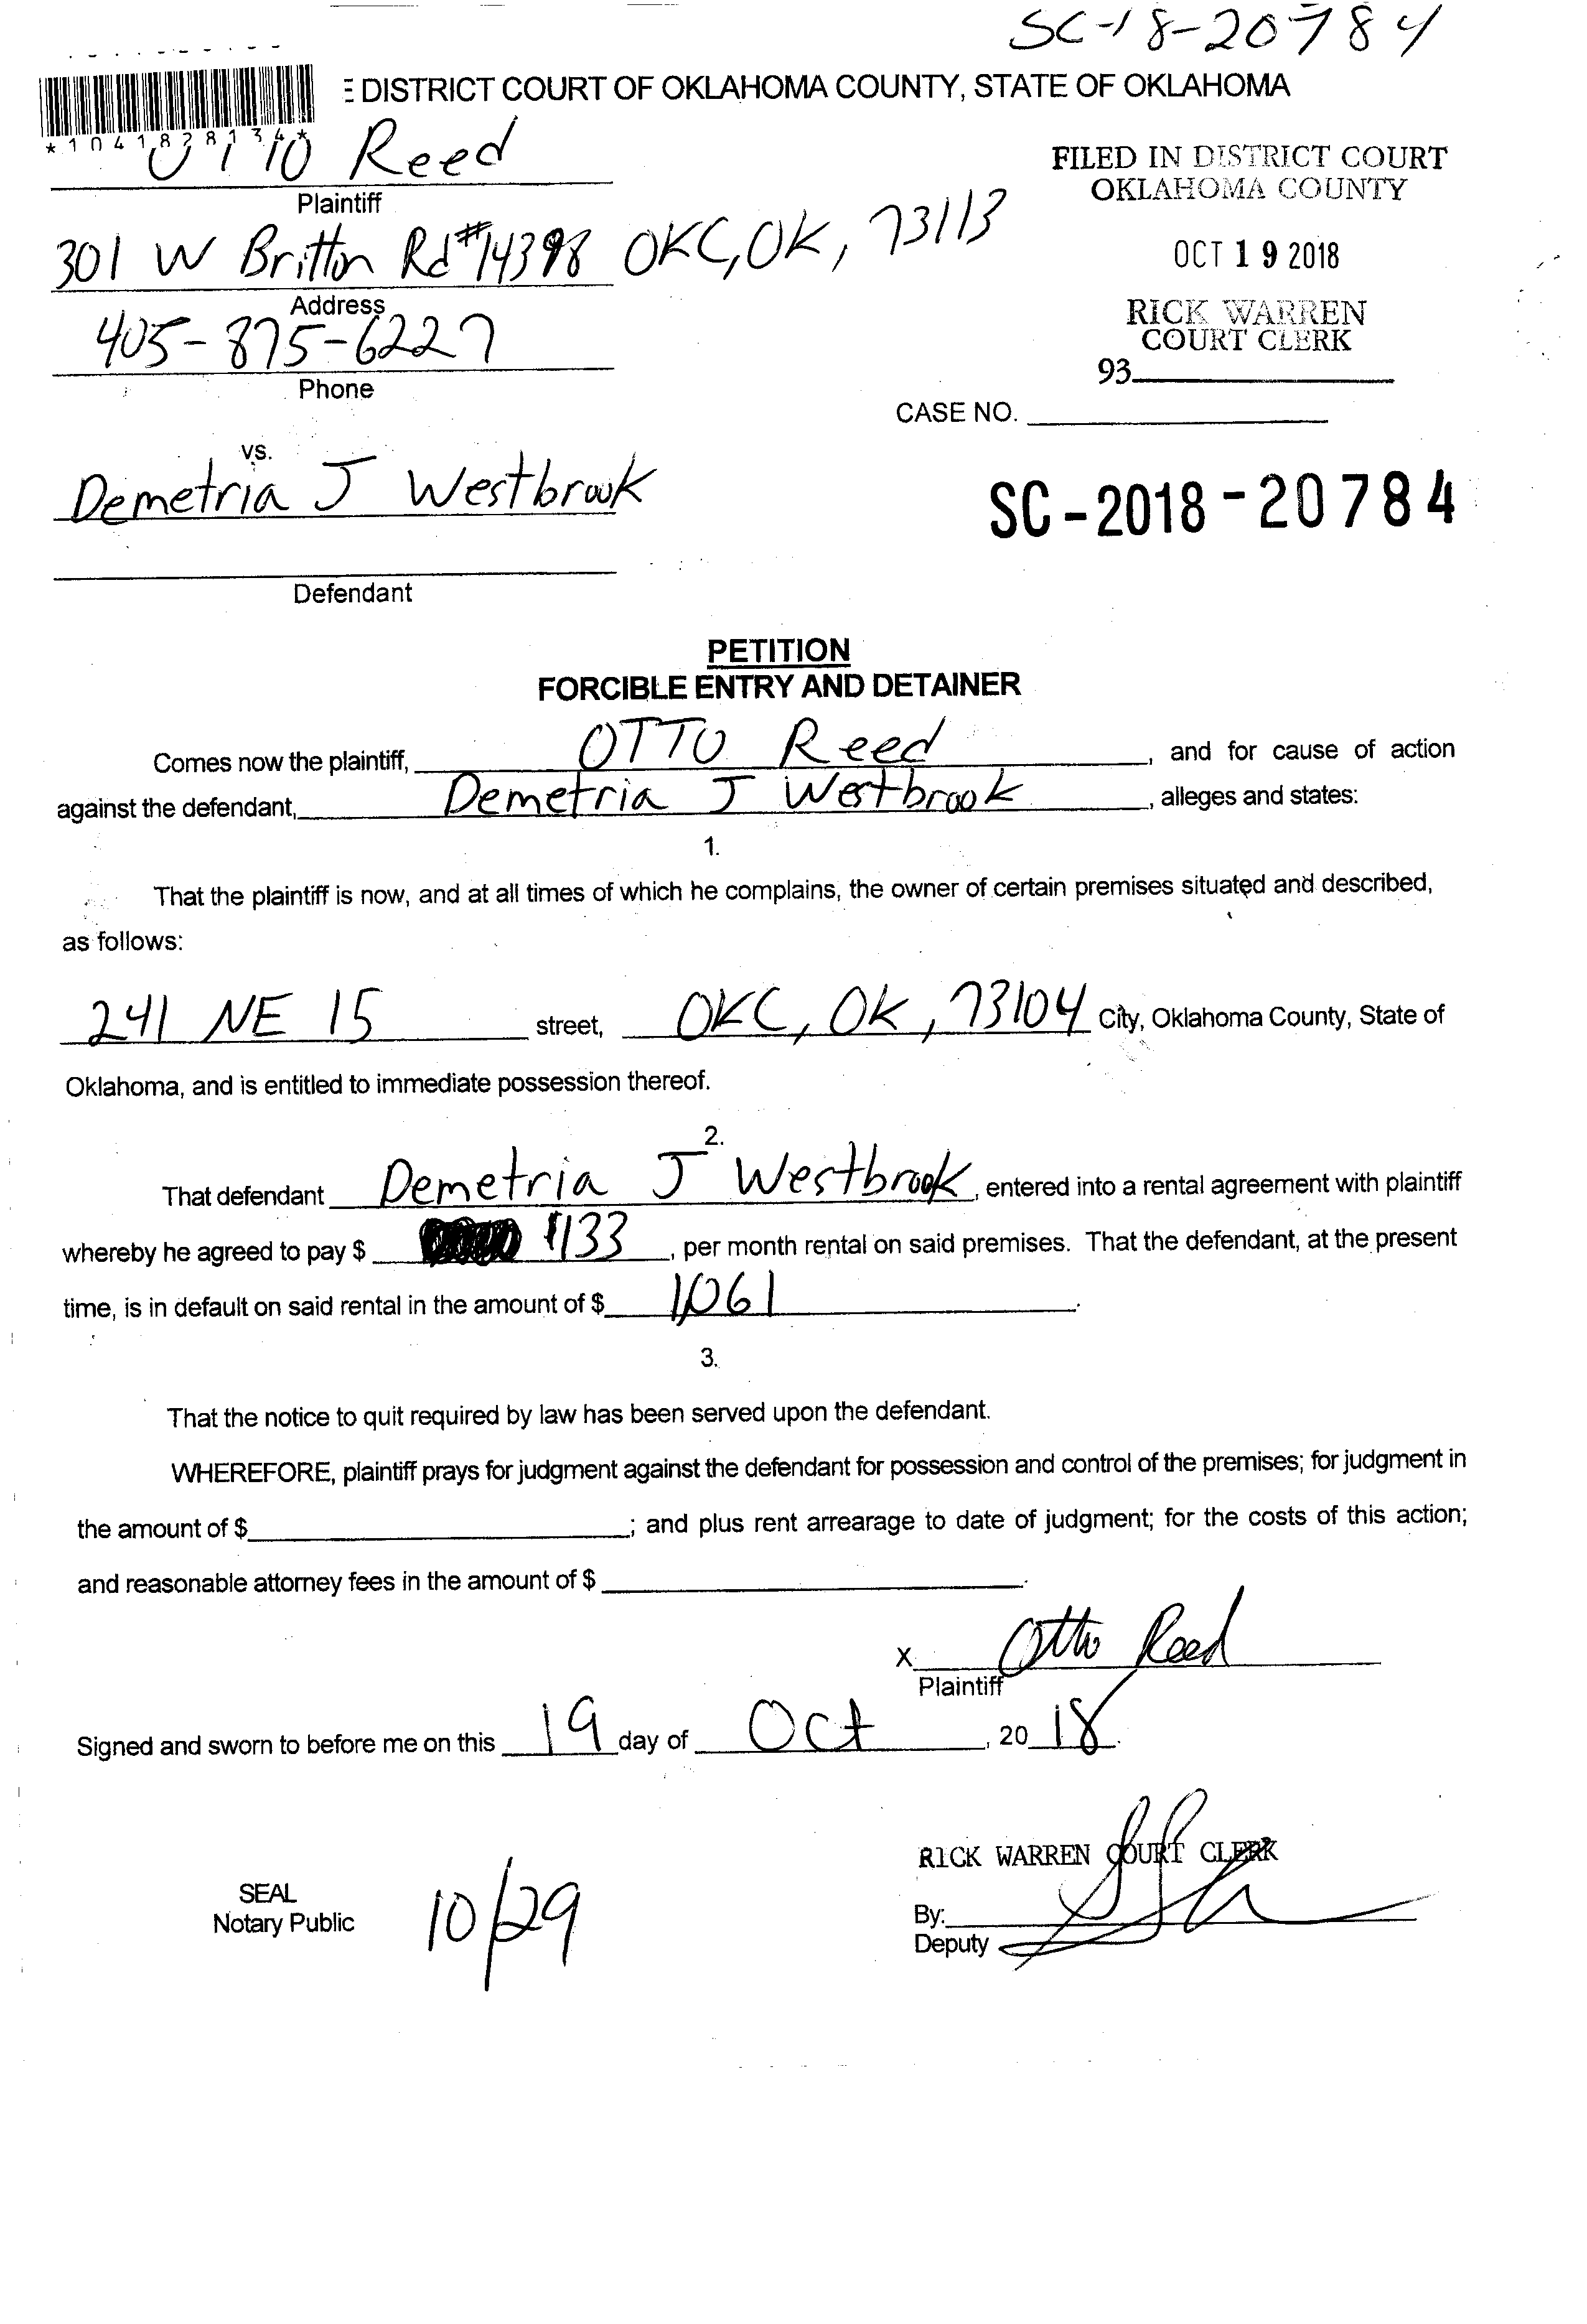 SC-18-20784
E DISTRICT COURT OF OKLAHOMA COUNTY, STATE OF OKLAHOMA
*1041828134*
OTTO Reed
Plaintiff
FILED IN DISTRICT COURT
OKLAHOMA COUNTY
301 W Britton Rd #14398 OKC, OK, 73113
OCT 19 2018
Address
405-875-6227
RICK WARREN
COURT CLERK
Phone
93
CASE NO.
vs.
Demetria J Westbrook
SC-2018-20784
Defendant
PETITION
FORCIBLE ENTRY AND DETAINER
Comes now the plaintiff, OTTO Reed, and for cause of action
against the defendant, Demetria J Westbrook, alleges and states:
1.
That the plaintiff is now, and at all times of which he complains, the owner of certain premises situated and described,
as follows:
241 NE 15 street, OKC, OK, 73104 City, Oklahoma County, State of
Oklahoma, and is entitled to immediate possession thereof.
2.
That defendant Demetria J Westbrook, entered into a rental agreement with plaintiff
whereby he agreed to pay $ $133, per month rental on said premises. That the defendant, at the present
time, is in default on said rental in the amount of $ 1,061.
3.
That the notice to quit required by law has been served upon the defendant.
WHEREFORE, plaintiff prays for judgment against the defendant for possession and control of the premises; for judgment in
the amount of $; and plus rent arrearage to date of judgment; for the costs of this action;
and reasonable attorney fees in the amount of $.
X Otto Reed
Plaintiff
Signed and sworn to before me on this 19 day of Oct, 20 18.
RICK WARREN COURT CLERK
SEAL
Notary Public
10/29
By:
Deputy